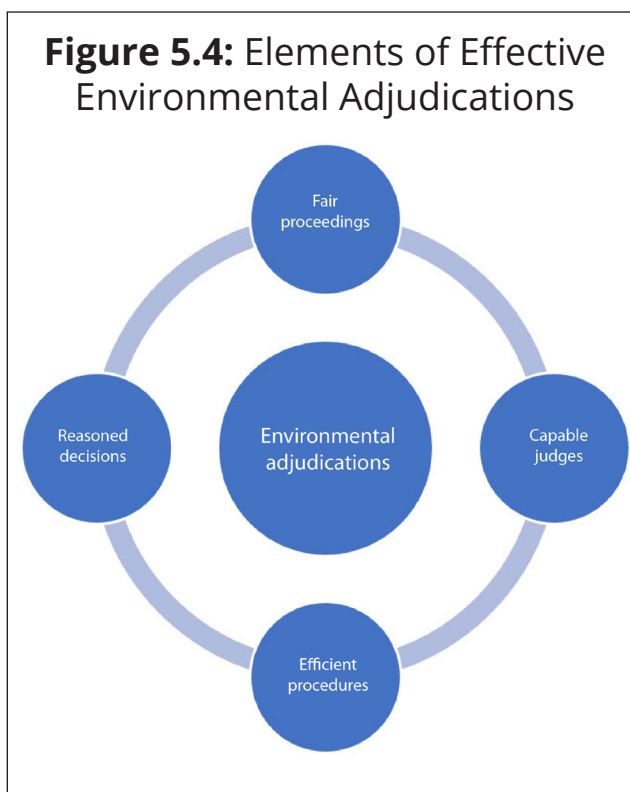 Figure 5.4: Elements of Effective
Environmental Adjudications
Fair
proceedings
Reasoned
decisions
Environmental
adjudications
Capable
judges
Efficient
procedures